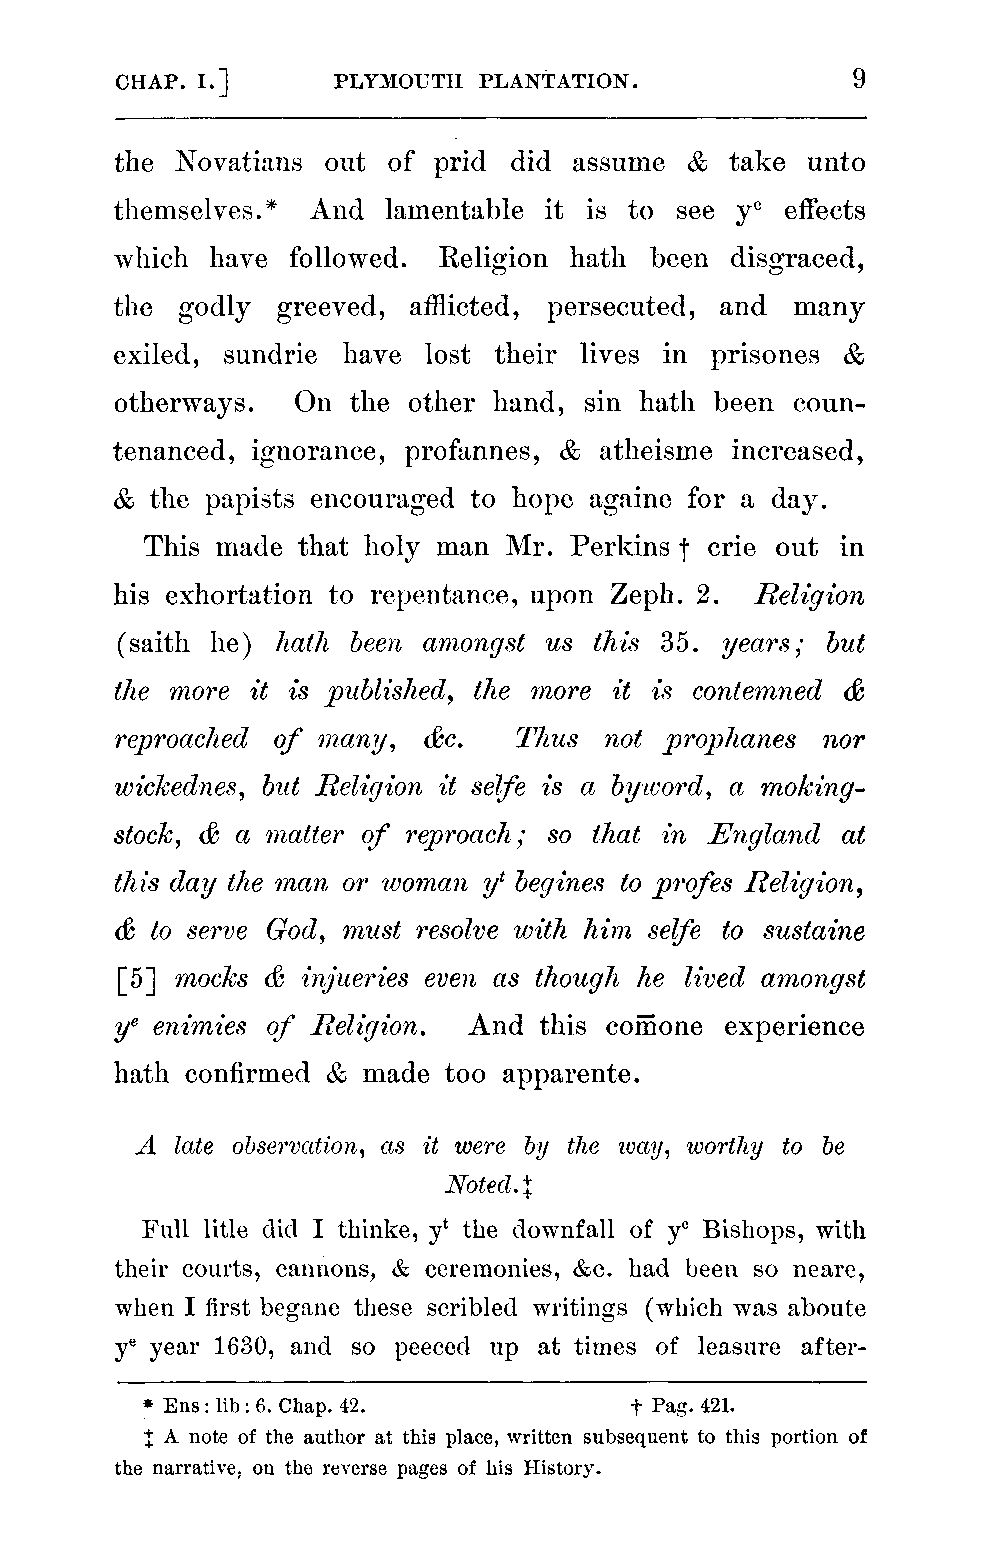 CHAP. I.] PLYMOUTH PLANTATION. 9
the Novatians out of prid did assume & take unto
themselves.* And lamentable it is to see yᵉ effects
which have followed. Religion hath been disgraced,
the godly greeved, afflicted, persecuted, and many
exiled, sundrie have lost their lives in prisones &
otherways. On the other hand, sin hath been coun-
tenanced, ignorance, profannes, & atheisme increased,
& the papists encouraged to hope againe for a day.
This made that holy man Mr. Perkins † crie out in
his exhortation to repentance, upon Zeph. 2. Religion
(saith he) hath been amongst us this 35. years; but
the more it is published, the more it is contemned &
reproached of many, &c. Thus not prophanes nor
wickednes, but Religion it selfe is a byword, a moking-
stock, & a matter of reproach; so that in England at
this day the man or woman yᵗ begines to profes Religion,
& to serve God, must resolve with him selfe to sustaine
[5] mocks & injueries even as though he lived amongst
yᵉ enimies of Religion. And this com̅one experience
hath confirmed & made too apparente.
A late observation, as it were by the way, worthy to be
Noted.‡
Full litle did I thinke, yᵗ the downfall of yᵉ Bishops, with
their courts, cannons, & ceremonies, &c. had been so neare,
when I first begane these scribled writings (which was aboute
yᵉ year 1630, and so peeced up at times of leasure after-
* Ens: lib: 6. Chap. 42. † Pag. 421.
‡ A note of the author at this place, written subsequent to this portion of
the narrative, on the reverse pages of his History.